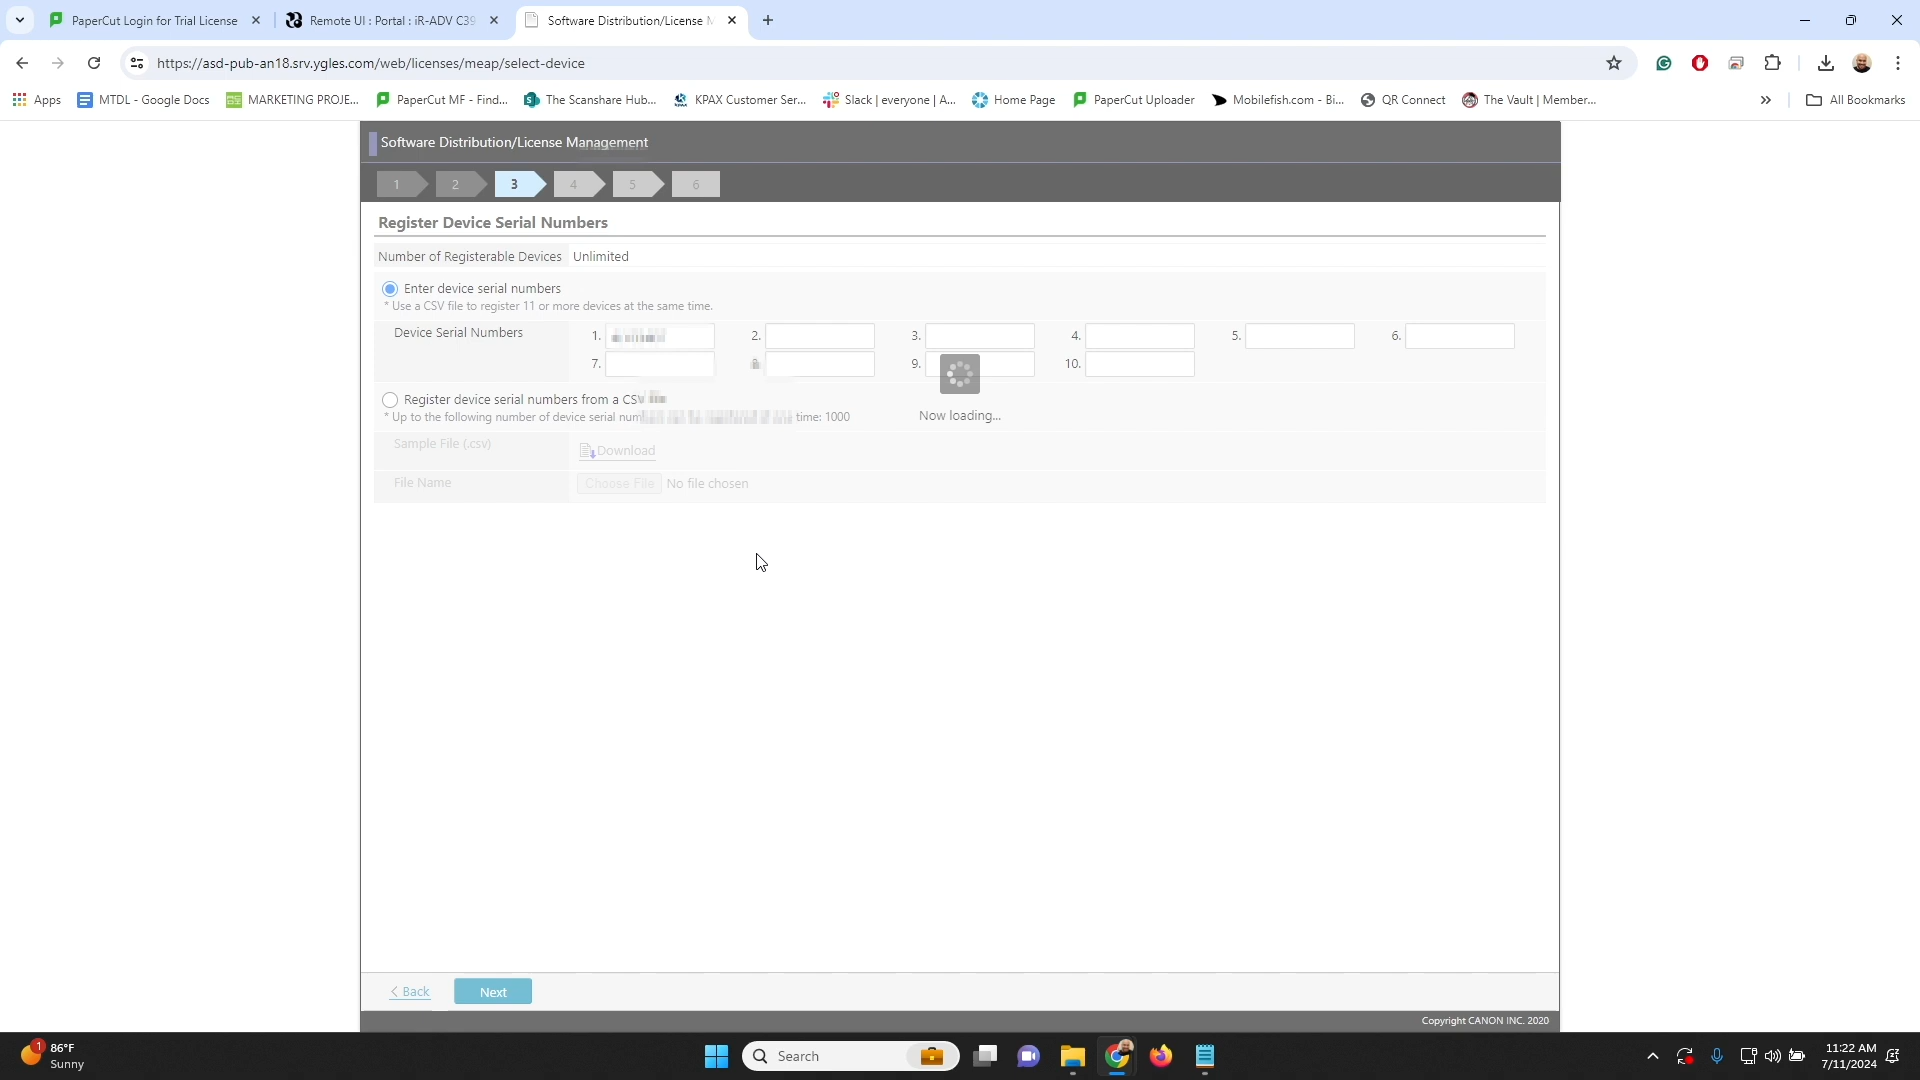 PaperCut Login for Trial License
Remote UI : Portal : iR-ADV C39
Software Distribution/License M
https://asd-pub-an18.srv.ygles.com/web/licenses/meap/select-device
Apps
MTDL - Google Docs
MARKETING PROJE...
PaperCut MF - Find...
The Scanshare Hub...
KPAX Customer Ser...
Slack | everyone | A...
Home Page
PaperCut Uploader
Mobilefish.com - Bi...
QR Connect
The Vault | Member...
»
All Bookmarks
Software Distribution/License Management
1 2 3 4 5 6
Register Device Serial Numbers
Number of Registerable Devices Unlimited
Enter device serial numbers
* Use a CSV file to register 11 or more devices at the same time.
Device Serial Numbers 1. 2. 3. 4. 5. 6.
7. 9. 10.
Register device serial numbers from a CSV
* Up to the following number of device serial time: 1000
Now loading...
Sample File (.csv) Download
File Name Choose File No file chosen
< Back Next
Copyright CANON INC. 2020
1
86°F
Sunny
Search
11:22 AM
7/11/2024